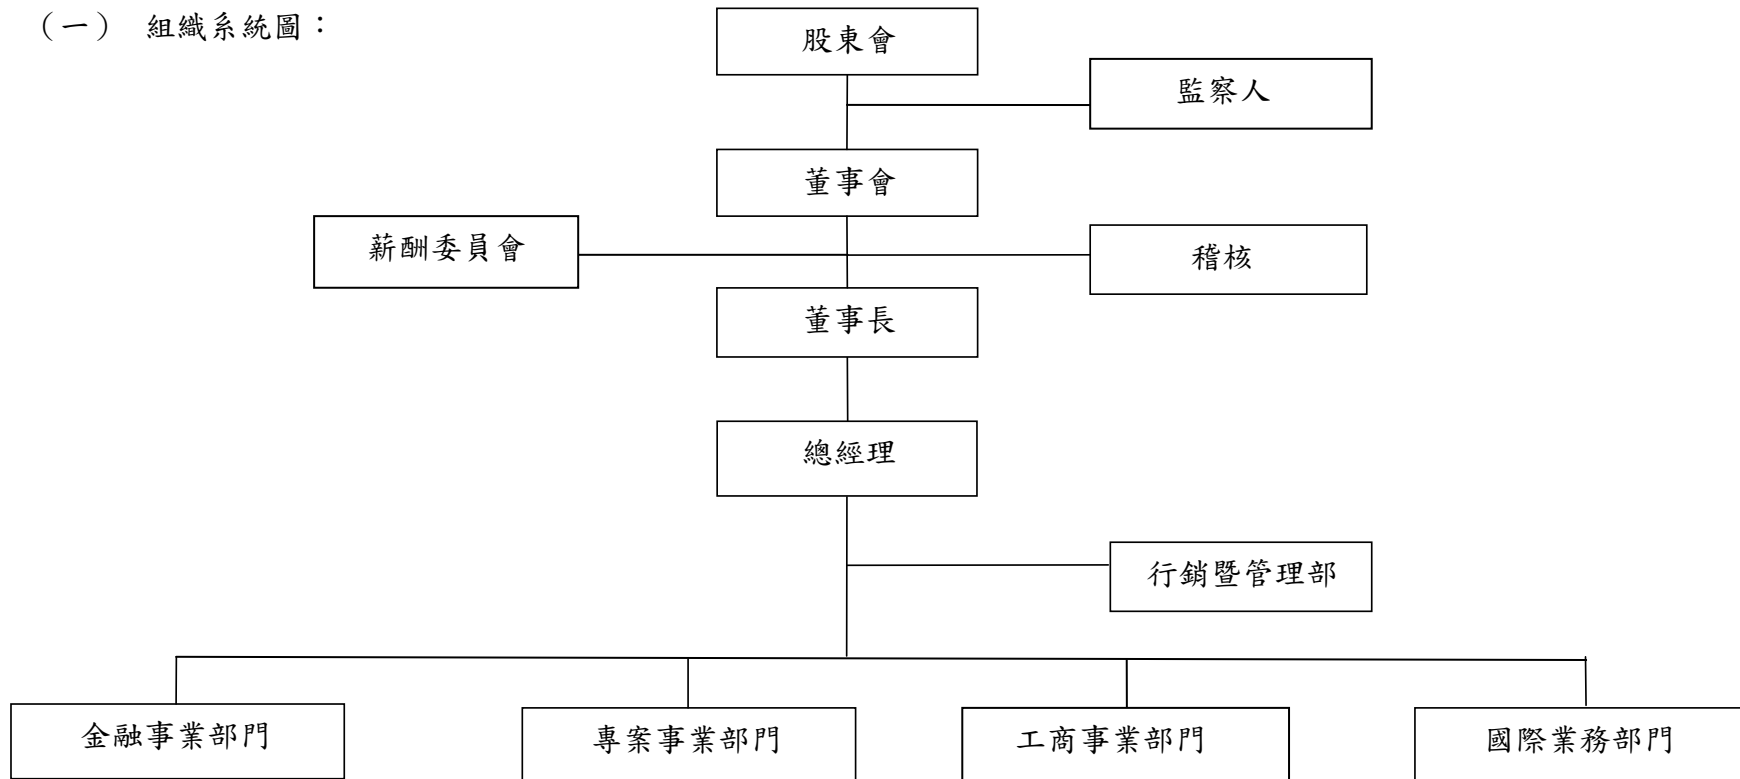 （一） 組織系統圖：
股東會
監察人
董事會
薪酬委員會
稽核
董事長
總經理
行銷暨管理部
金融事業部門
專案事業部門
工商事業部門
國際業務部門